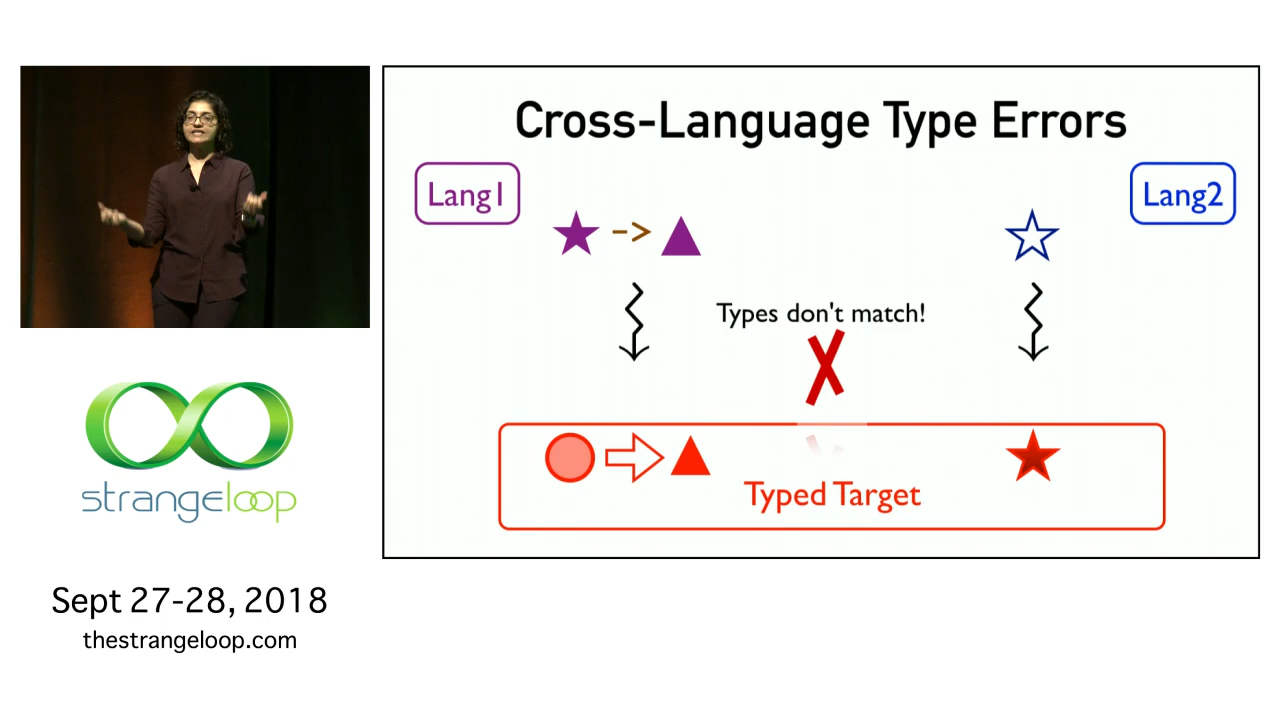 Cross-Language Type Errors
Lang1
->
Lang2
Types don't match!
Typed Target
strangeloop
Sept 27-28, 2018
thestrangeloop.com